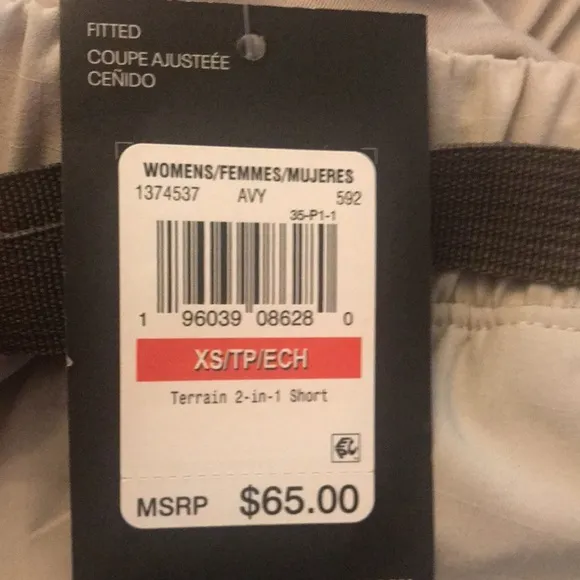 FITTED
COUPE AJUSTEÉE
CEÑIDO
WOMENS/FEMMES/MUJERES
1374537 AVY 592
35-P1-1
1 96039 08628 0
XS/TP/ECH
Terrain 2-in-1 Short
MSRP $65.00